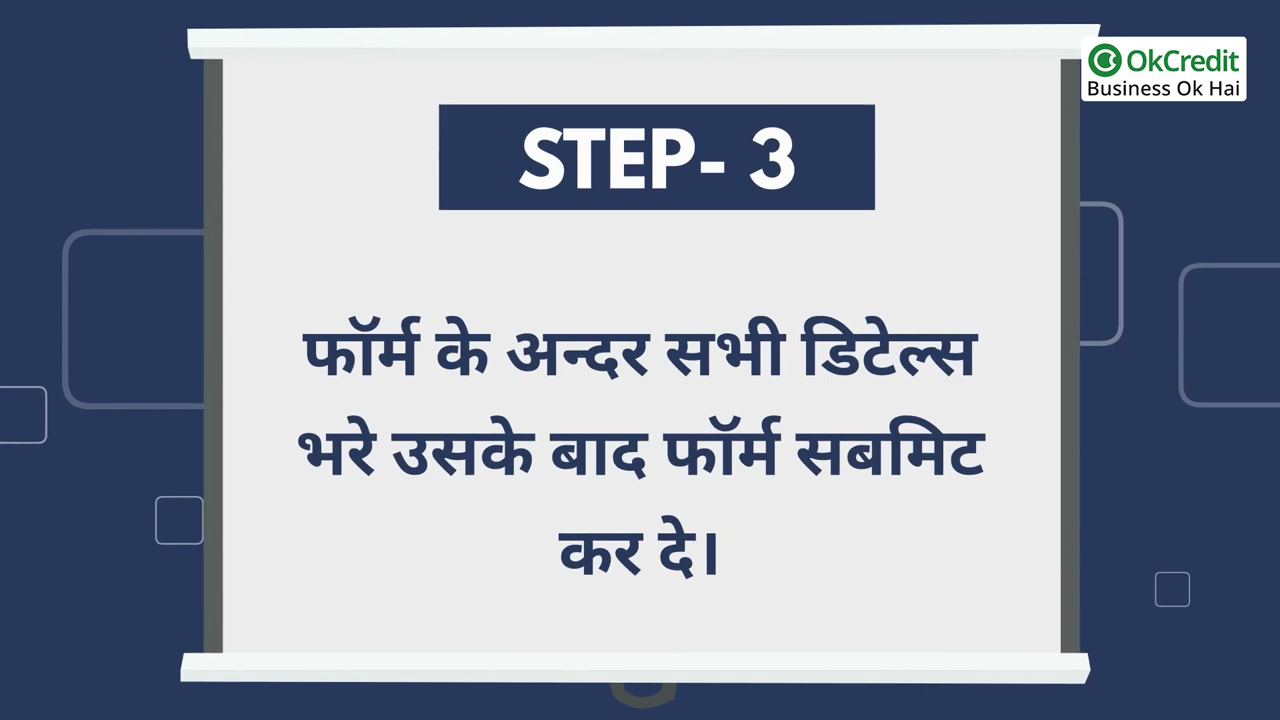 OkCredit
Business Ok Hai
STEP- 3
फॉर्म के अन्दर सभी डिटेल्स
भरे उसके बाद फॉर्म सबमिट
कर दे।